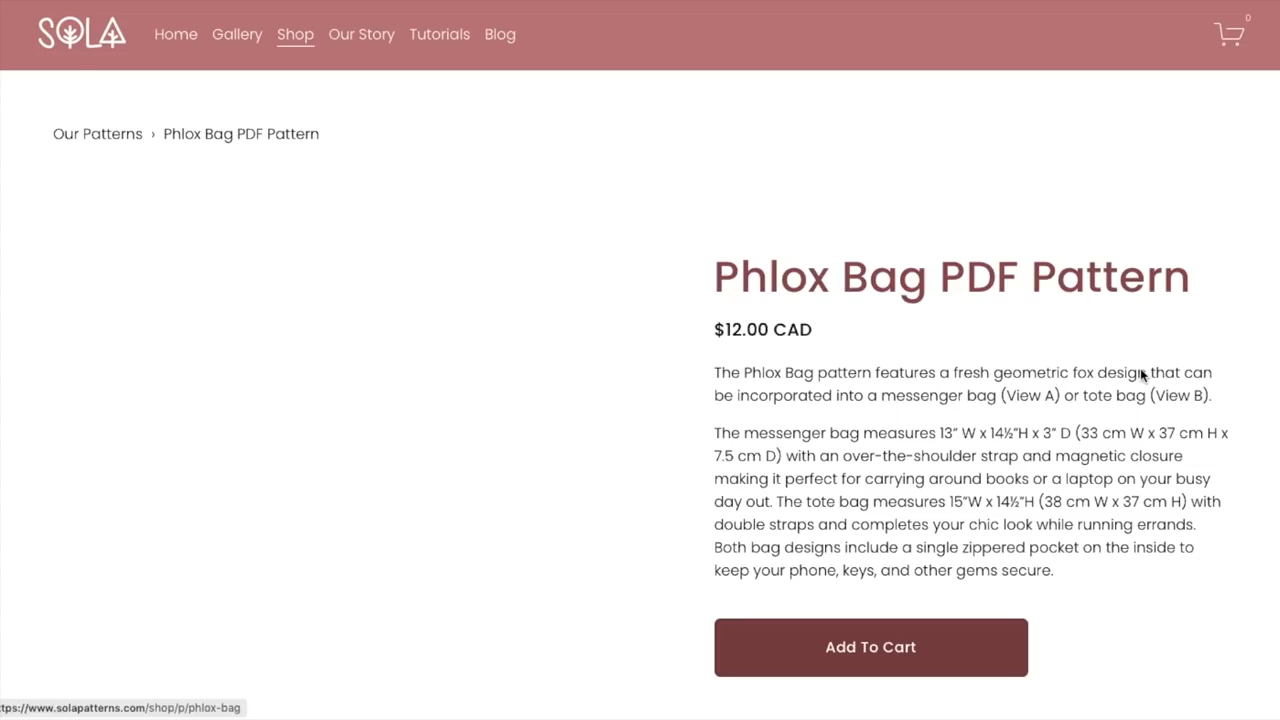 SOLA
Home Gallery Shop Our Story Tutorials Blog
0
Our Patterns › Phlox Bag PDF Pattern
Phlox Bag PDF Pattern
$12.00 CAD
The Phlox Bag pattern features a fresh geometric fox design that can
be incorporated into a messenger bag (View A) or tote bag (View B).
The messenger bag measures 13” W x 14½”H x 3” D (33 cm W x 37 cm H x
7.5 cm D) with an over-the-shoulder strap and magnetic closure
making it perfect for carrying around books or a laptop on your busy
day out. The tote bag measures 15”W x 14½”H (38 cm W x 37 cm H) with
double straps and completes your chic look while running errands.
Both bag designs include a single zippered pocket on the inside to
keep your phone, keys, and other gems secure.
Add To Cart
ttps://www.solapatterns.com/shop/p/phlox-bag